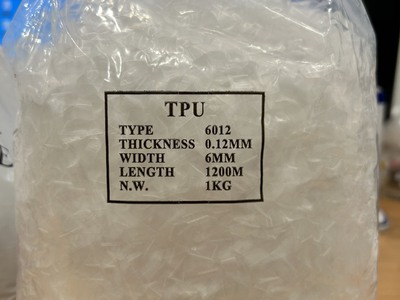 TPU
TYPE 6012
THICKNESS 0.12MM
WIDTH 6MM
LENGTH 1200M
N.W. 1KG